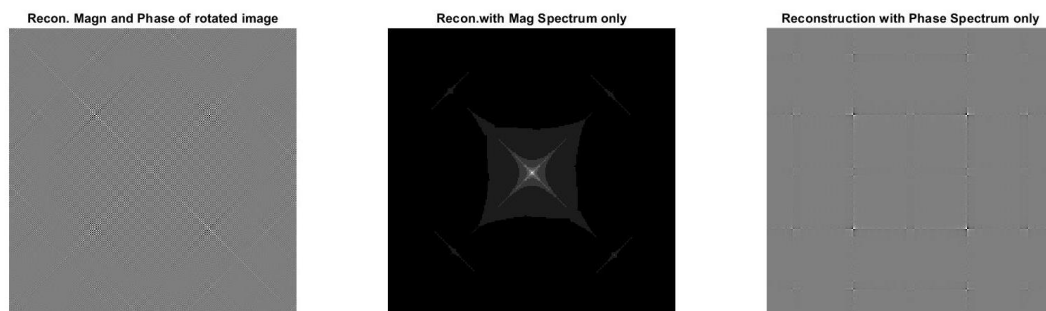 Recon. Magn and Phase of rotated image
Recon.with Mag Spectrum only
Reconstruction with Phase Spectrum only